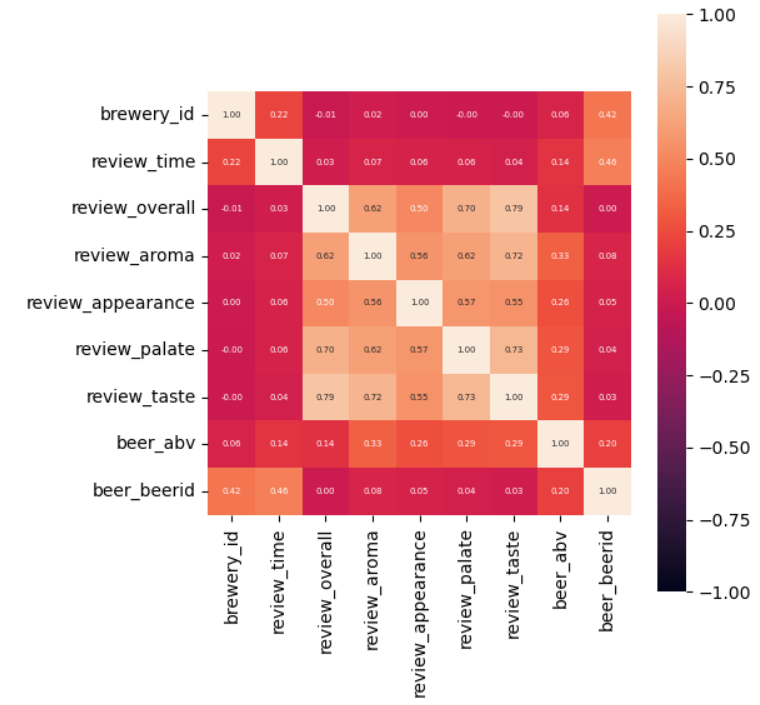 1.00
0.75
0.50
0.25
0.00
−0.25
−0.50
−0.75
−1.00
brewery_id 1.00 0.22 -0.01 0.02 0.00 -0.00 -0.00 0.06 0.42
review_time 0.22 1.00 0.03 0.07 0.06 0.06 0.04 0.14 0.46
review_overall -0.01 0.03 1.00 0.62 0.50 0.70 0.79 0.14 0.00
review_aroma 0.02 0.07 0.62 1.00 0.56 0.62 0.72 0.33 0.08
review_appearance 0.00 0.06 0.50 0.56 1.00 0.57 0.55 0.26 0.05
review_palate -0.00 0.06 0.70 0.62 0.57 1.00 0.73 0.29 0.04
review_taste -0.00 0.04 0.79 0.72 0.55 0.73 1.00 0.29 0.03
beer_abv 0.06 0.14 0.14 0.33 0.26 0.29 0.29 1.00 0.20
beer_beerid 0.42 0.46 0.00 0.08 0.05 0.04 0.03 0.20 1.00
brewery_id
review_time
review_overall
review_aroma
review_appearance
review_palate
review_taste
beer_abv
beer_beerid